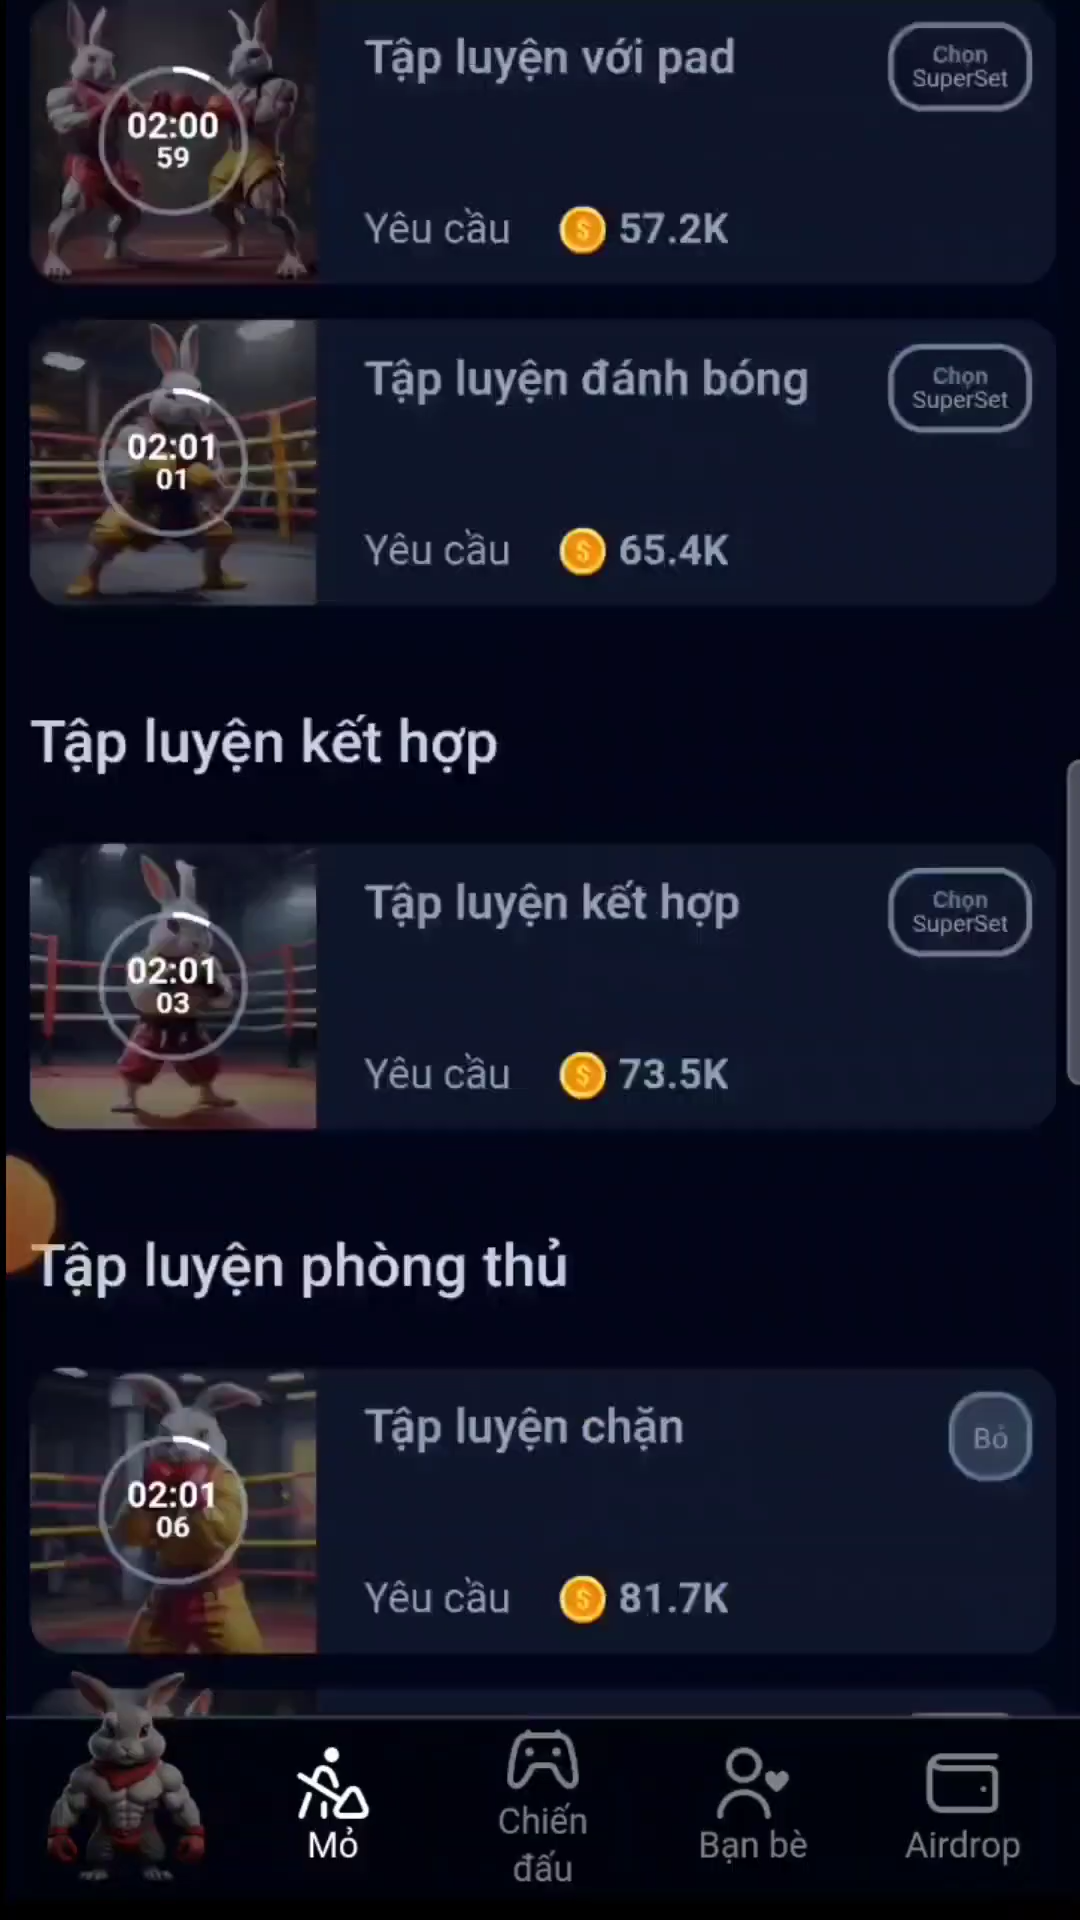 Tập luyện với pad
Chọn
SuperSet
02:00
59
Yêu cầu $ 57.2K
Tập luyện đánh bóng
Chọn
SuperSet
02:01
01
Yêu cầu $ 65.4K
Tập luyện kết hợp
Tập luyện kết hợp
Chọn
SuperSet
02:01
03
Yêu cầu $ 73.5K
Tập luyện phòng thủ
Tập luyện chặn
Bỏ
02:01
06
Yêu cầu $ 81.7K
Mỏ
Chiến
đấu
Bạn bè
Airdrop